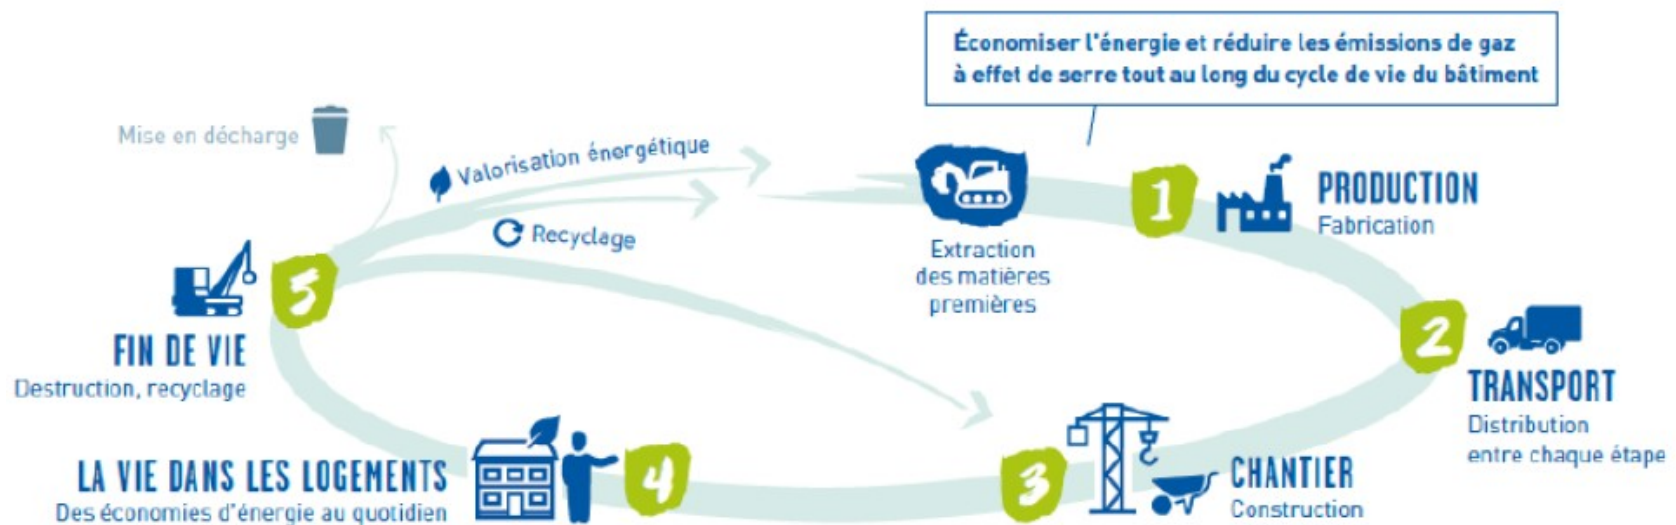 Économiser l'énergie et réduire les émissions de gaz
à effet de serre tout au long du cycle de vie du bâtiment
Mise en décharge
Valorisation énergétique
Recyclage
Extraction
des matières
premières
1
PRODUCTION
Fabrication
2
TRANSPORT
Distribution
entre chaque étape
3
CHANTIER
Construction
4
LA VIE DANS LES LOGEMENTS
Des économies d'énergie au quotidien
5
FIN DE VIE
Destruction, recyclage